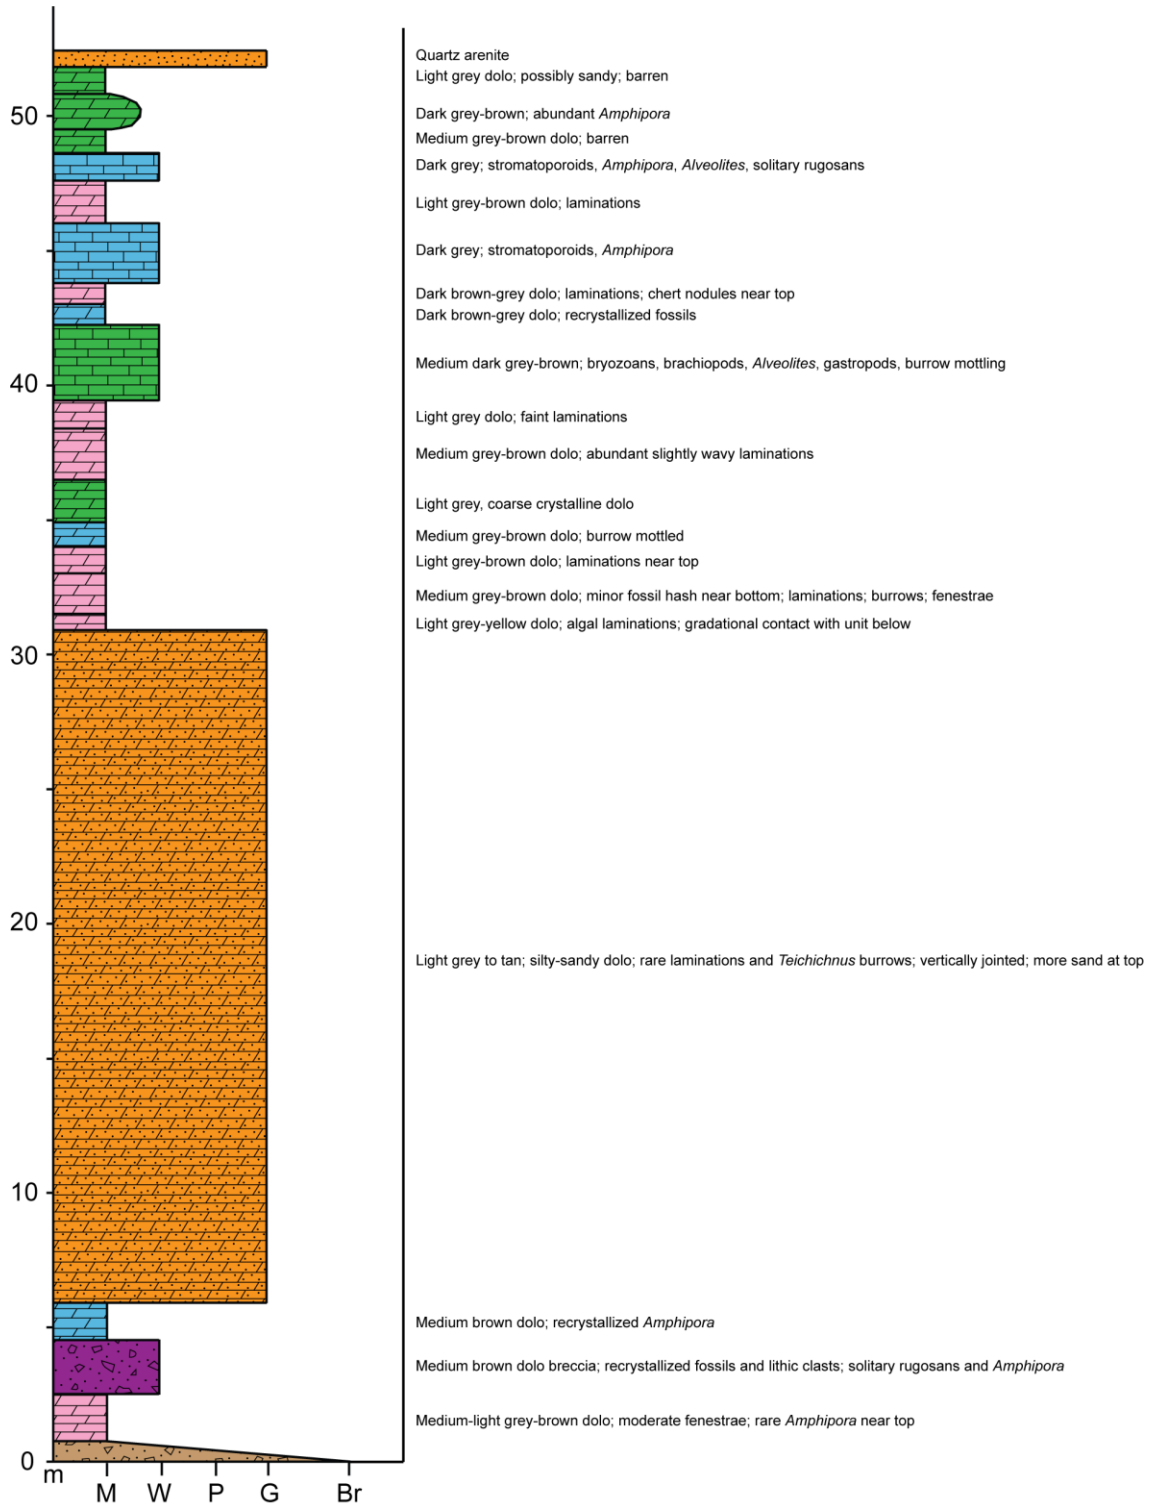 Quartz arenite
Light grey dolo; possibly sandy; barren
50
Dark grey-brown; abundant Amphipora
Medium grey-brown dolo; barren
Dark grey; stromatoporoids, Amphipora, Alveolites, solitary rugosans
Light grey-brown dolo; laminations
Dark grey; stromatoporoids, Amphipora
Dark brown-grey dolo; laminations; chert nodules near top
Dark brown-grey dolo; recrystallized fossils
Medium dark grey-brown; bryozoans, brachiopods, Alveolites, gastropods, burrow mottling
40
Light grey dolo; faint laminations
Medium grey-brown dolo; abundant slightly wavy laminations
Light grey, coarse crystalline dolo
Medium grey-brown dolo; burrow mottled
Light grey-brown dolo; laminations near top
Medium grey-brown dolo; minor fossil hash near bottom; laminations; burrows; fenestrae
Light grey-yellow dolo; algal laminations; gradational contact with unit below
30
20
Light grey to tan; silty-sandy dolo; rare laminations and Teichichnus burrows; vertically jointed; more sand at top
10
Medium brown dolo; recrystallized Amphipora
Medium brown dolo breccia; recrystallized fossils and lithic clasts; solitary rugosans and Amphipora
Medium-light grey-brown dolo; moderate fenestrae; rare Amphipora near top
0
m
M W P G Br